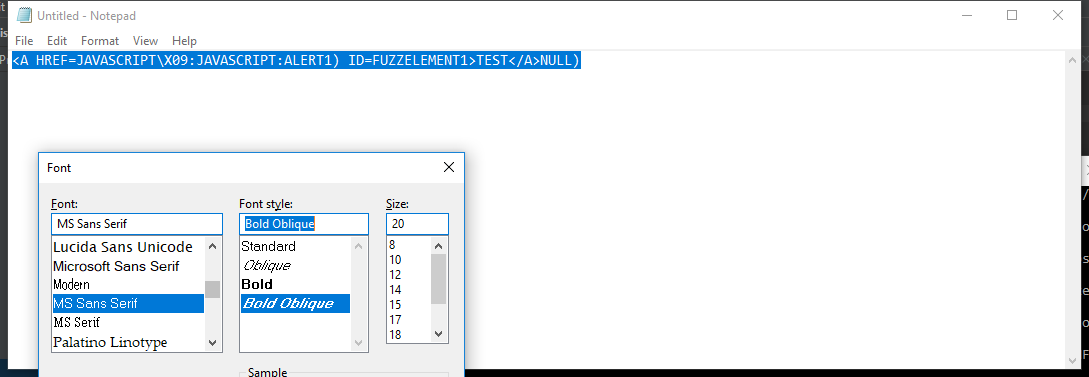 Untitled - Notepad
File Edit Format View Help
<A HREF=JAVASCRIPT\X09:JAVASCRIPT:ALERT1) ID=FUZZELEMENT1>TEST</A>NULL)
Font
Font: Font style: Size:
MS Sans Serif Bold Oblique 20
Lucida Sans Unicode Standard 8
Microsoft Sans Serif Oblique 10
Modern Bold 12
MS Sans Serif Bold Oblique 14
MS Serif 15
Palatino Linotype 17
18
Sample